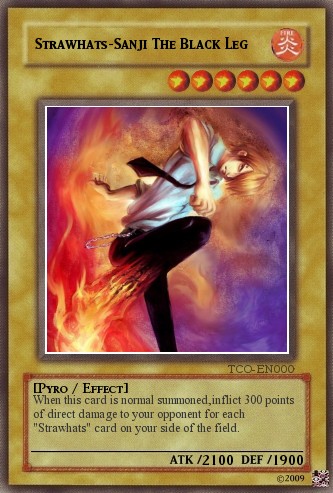 Strawhats-Sanji The Black Leg
FIRE
炎
TCO-EN000
[Pyro / Effect]
When this card is normal summoned,inflict 300 points
of direct damage to your opponent for each
"Strawhats" card on your side of the field.
ATK /2100 DEF /1900
©2009